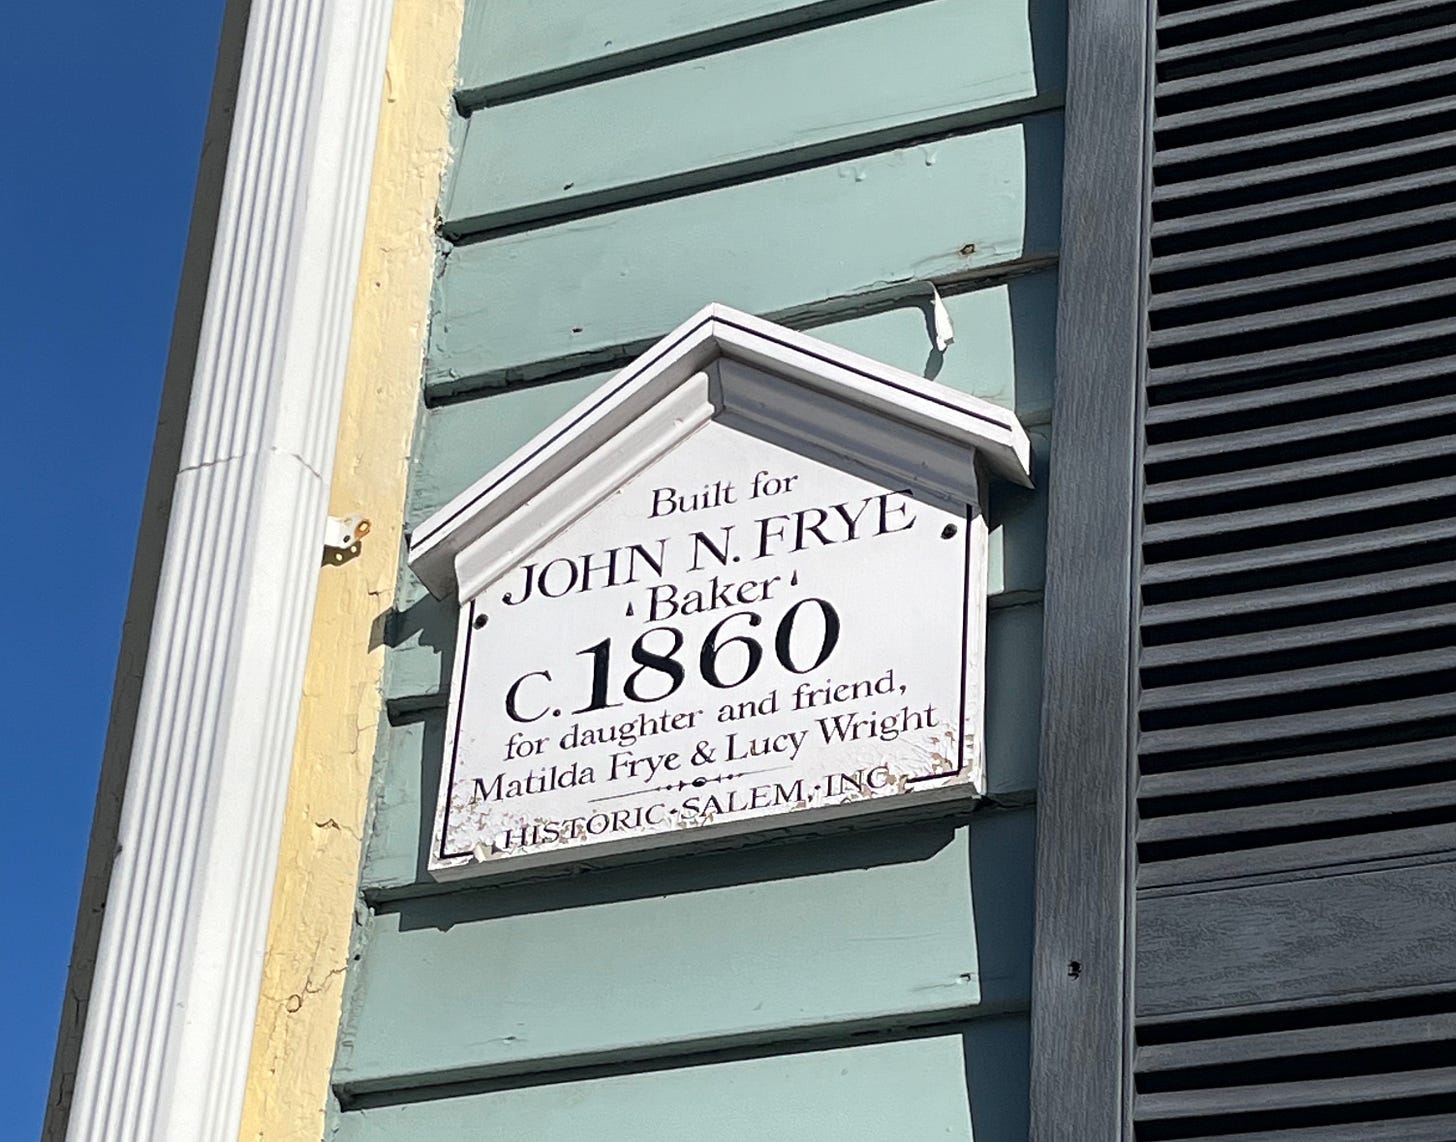 Built for
JOHN N. FRYE
Baker
C. 1860
for daughter and friend,
Matilda Frye & Lucy Wright
HISTORIC·SALEM,·INC.